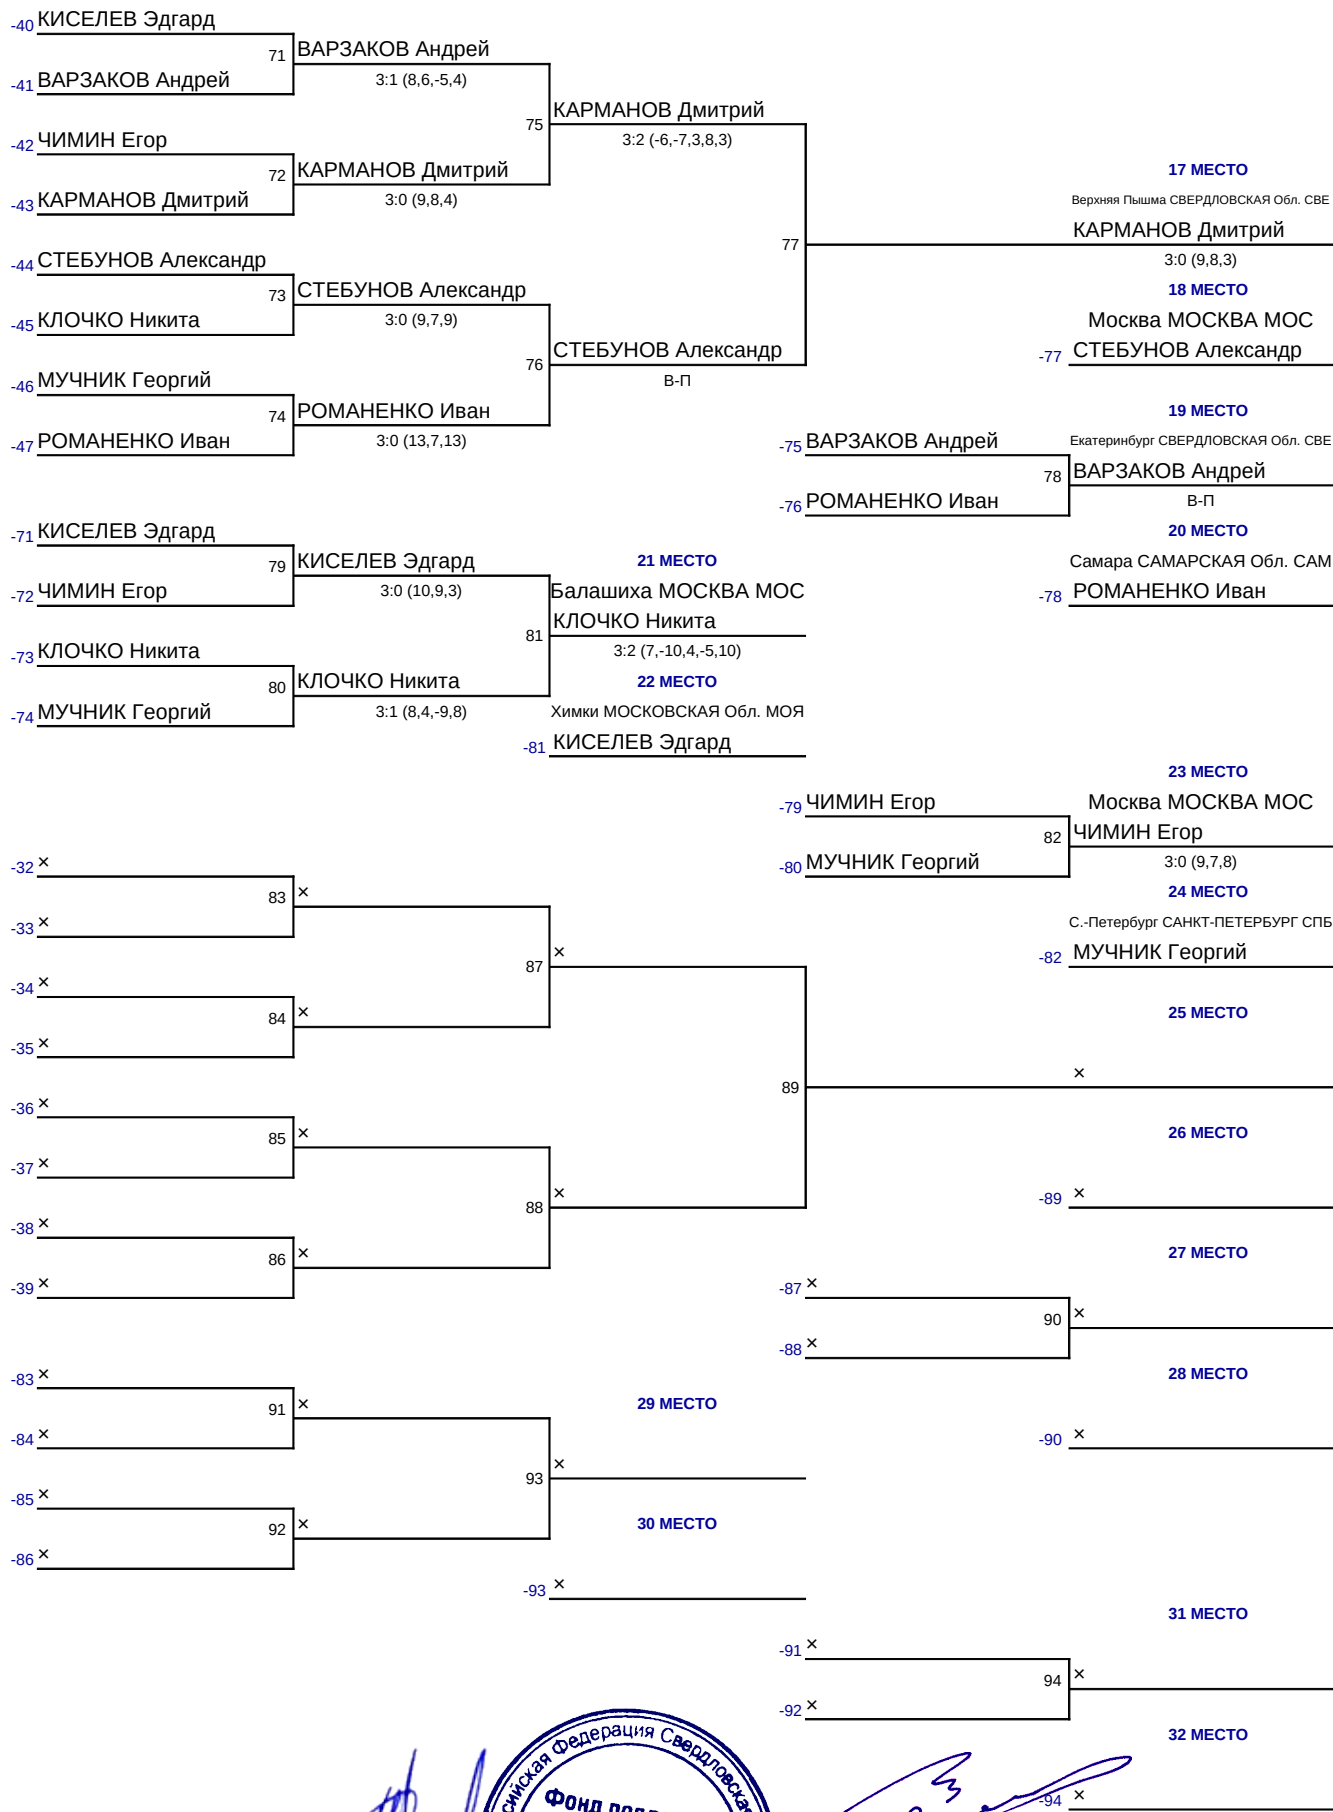 -40 КИСЕЛЕВ Эдгард
71 ВАРЗАКОВ Андрей
-41 ВАРЗАКОВ Андрей
3:1 (8,6,-5,4)
75 КАРМАНОВ Дмитрий
3:2 (-6,-7,3,8,3)
-42 ЧИМИН Егор
72 КАРМАНОВ Дмитрий
-43 КАРМАНОВ Дмитрий
3:0 (9,8,4)
17 МЕСТО
Верхняя Пышма СВЕРДЛОВСКАЯ Обл. СВЕ
77 КАРМАНОВ Дмитрий
3:0 (9,8,3)
-44 СТЕБУНОВ Александр
73 СТЕБУНОВ Александр
-45 КЛОЧКО Никита
3:0 (9,7,9)
18 МЕСТО
Москва МОСКВА МОС
76 СТЕБУНОВ Александр
В-П
-77 СТЕБУНОВ Александр
-46 МУЧНИК Георгий
74 РОМАНЕНКО Иван
-47 РОМАНЕНКО Иван
3:0 (13,7,13)
19 МЕСТО
-75 ВАРЗАКОВ Андрей
Екатеринбург СВЕРДЛОВСКАЯ Обл. СВЕ
78 ВАРЗАКОВ Андрей
-76 РОМАНЕНКО Иван
В-П
20 МЕСТО
Самара САМАРСКАЯ Обл. САМ
-78 РОМАНЕНКО Иван
-71 КИСЕЛЕВ Эдгард
79 КИСЕЛЕВ Эдгард
-72 ЧИМИН Егор
3:0 (10,9,3)
21 МЕСТО
Балашиха МОСКВА МОС
81 КЛОЧКО Никита
3:2 (7,-10,4,-5,10)
-73 КЛОЧКО Никита
80 КЛОЧКО Никита
-74 МУЧНИК Георгий
3:1 (8,4,-9,8)
22 МЕСТО
Химки МОСКОВСКАЯ Обл. МОЯ
-81 КИСЕЛЕВ Эдгард
23 МЕСТО
-79 ЧИМИН Егор
Москва МОСКВА МОС
82 ЧИМИН Егор
-80 МУЧНИК Георгий
3:0 (9,7,8)
24 МЕСТО
С.-Петербург САНКТ-ПЕТЕРБУРГ СПБ
-82 МУЧНИК Георгий
-32 ×
83 ×
-33 ×
87 ×
-34 ×
84 ×
-35 ×
25 МЕСТО
89 ×
-36 ×
85 ×
-37 ×
26 МЕСТО
88 ×
-89 ×
-38 ×
86 ×
-39 ×
27 МЕСТО
-87 ×
90 ×
-88 ×
28 МЕСТО
-90 ×
-83 ×
91 ×
-84 ×
29 МЕСТО
93 ×
-85 ×
92 ×
-86 ×
30 МЕСТО
-93 ×
31 МЕСТО
-91 ×
94 ×
-92 ×
32 МЕСТО
-94 ×
Федерация
Фонд